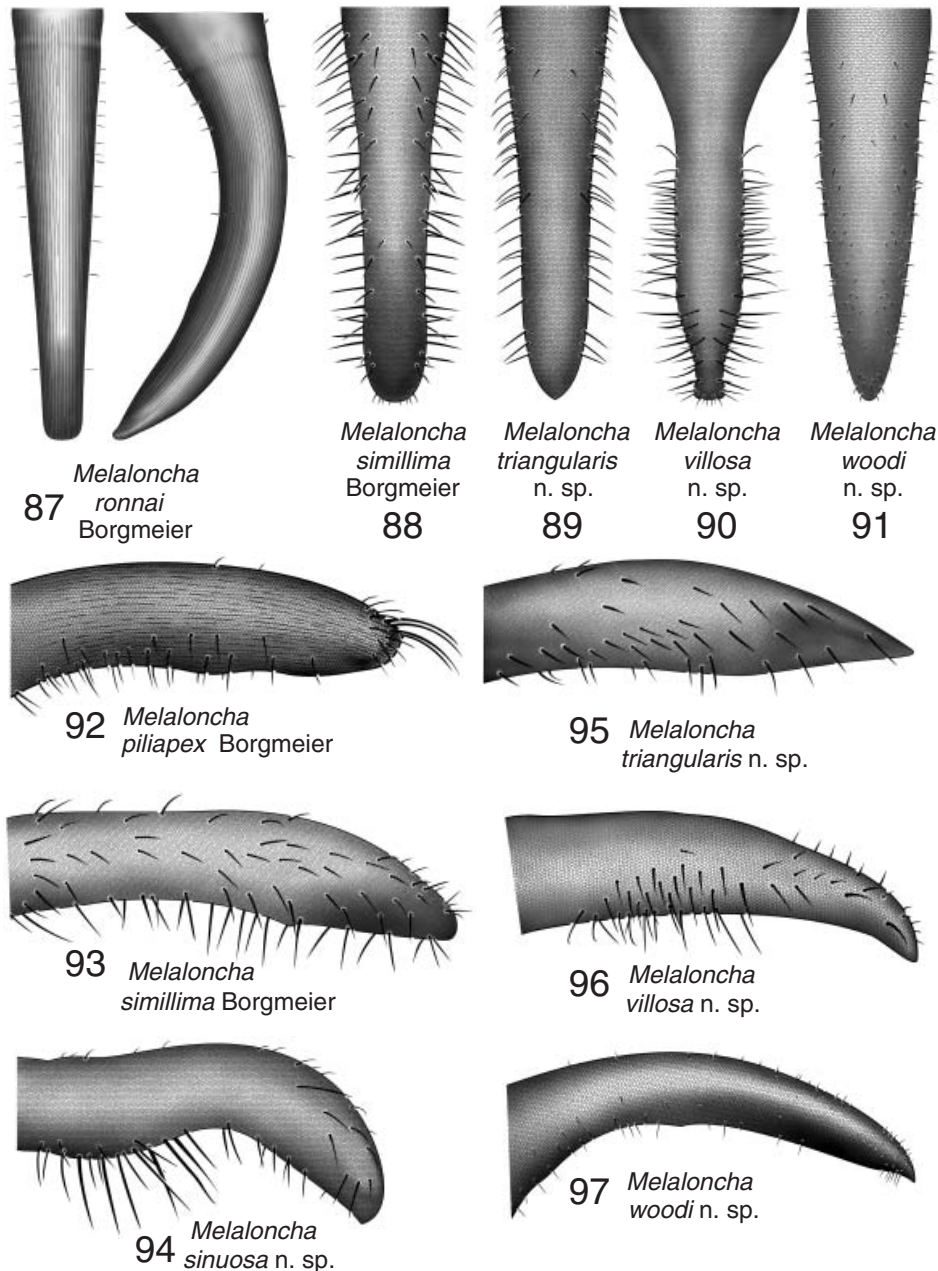 87
Melaloncha
ronnai
Borgmeier
Melaloncha
simillima
Borgmeier
88
Melaloncha
triangularis
n. sp.
89
Melaloncha
villosa
n. sp.
90
Melaloncha
woodi
n. sp.
91
92 Melaloncha
piliapex Borgmeier
93 Melaloncha
simillima Borgmeier
94 Melaloncha
sinuosa n. sp.
95 Melaloncha
triangularis n. sp.
96 Melaloncha
villosa n. sp.
97 Melaloncha
woodi n. sp.